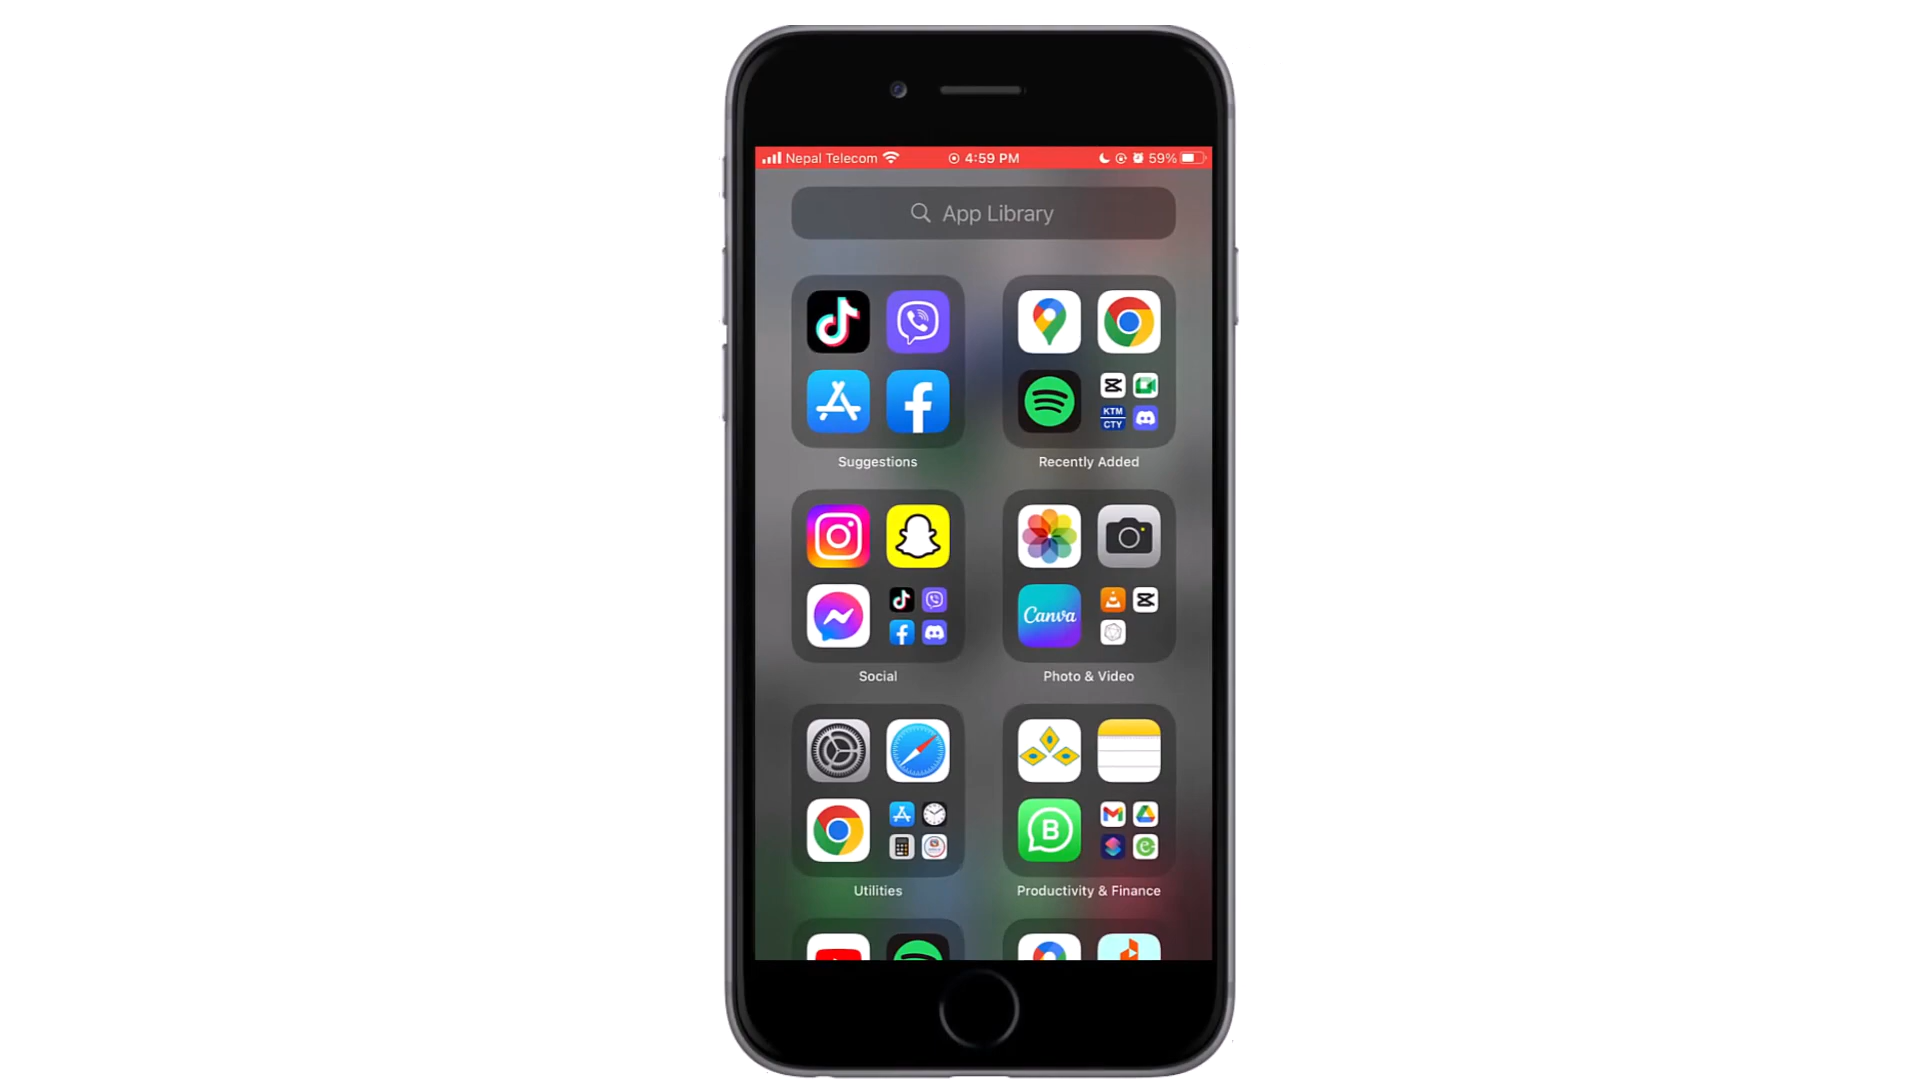 Nepal Telecom 4:59 PM 59%
App Library
KTM
CTY
Suggestions Recently Added
Canva
Social Photo & Video
B
Utilities Productivity & Finance